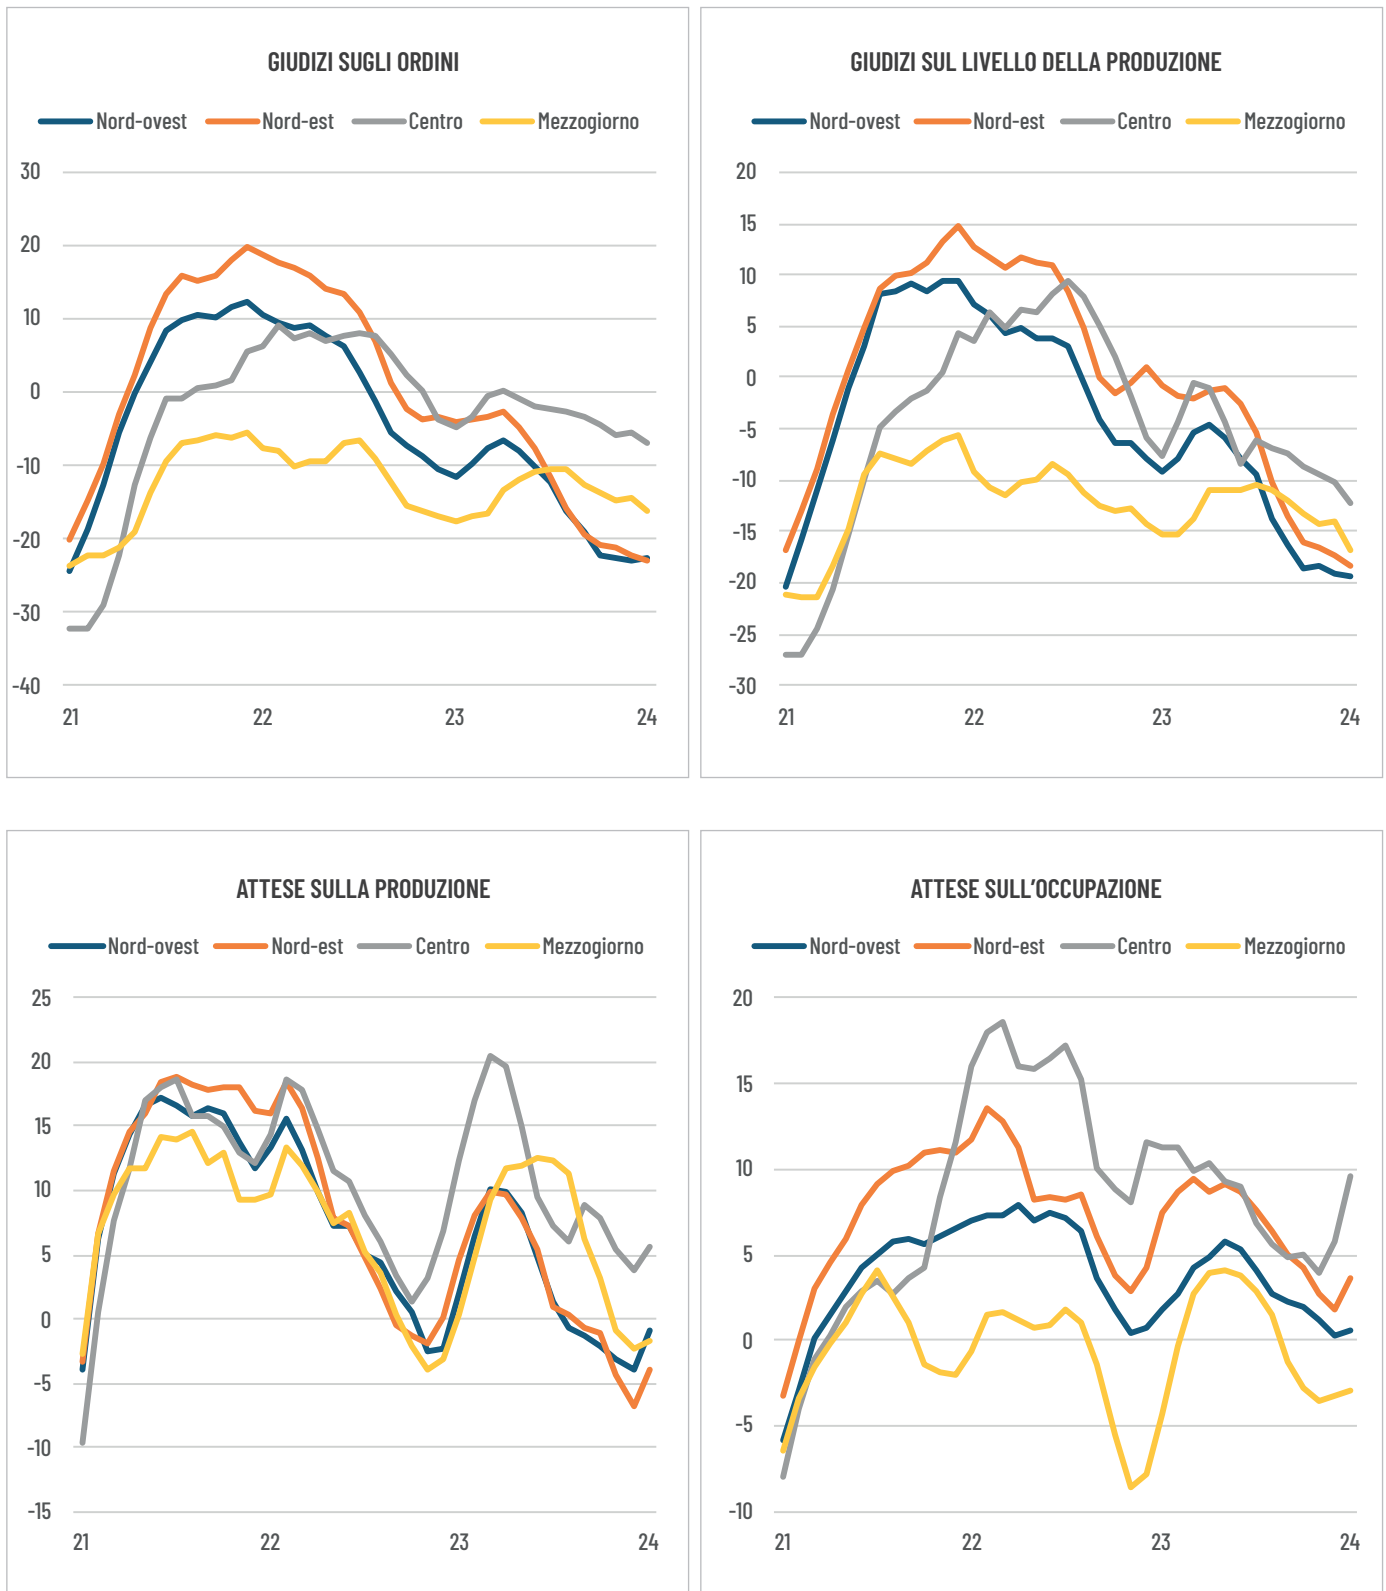 GIUDIZI SUGLI ORDINI
Nord-ovest Nord-est Centro Mezzogiorno
30
20
10
0
-10
-20
-30
-40
21 22 23 24
GIUDIZI SUL LIVELLO DELLA PRODUZIONE
Nord-ovest Nord-est Centro Mezzogiorno
20
15
10
5
0
-5
-10
-15
-20
-25
-30
21 22 23 24
ATTESE SULLA PRODUZIONE
Nord-ovest Nord-est Centro Mezzogiorno
25
20
15
10
5
0
-5
-10
-15
21 22 23 24
ATTESE SULL'OCCUPAZIONE
Nord-ovest Nord-est Centro Mezzogiorno
20
15
10
5
0
-5
-10
21 22 23 24